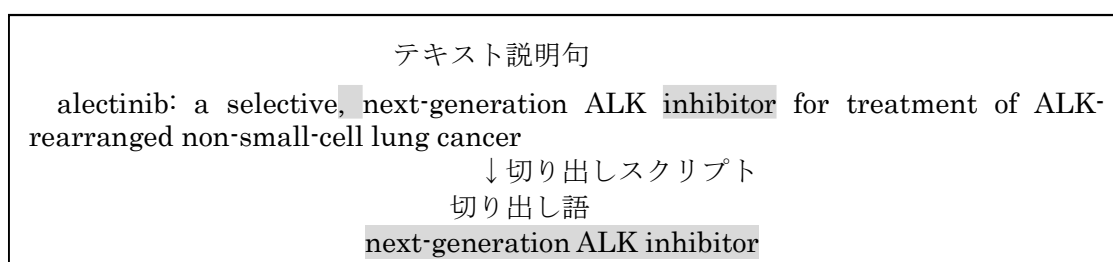 テキスト説明句
alectinib: a selective, next-generation ALK inhibitor for treatment of ALK-
rearranged non-small-cell lung cancer
↓切り出しスクリプト
切り出し語
next-generation ALK inhibitor